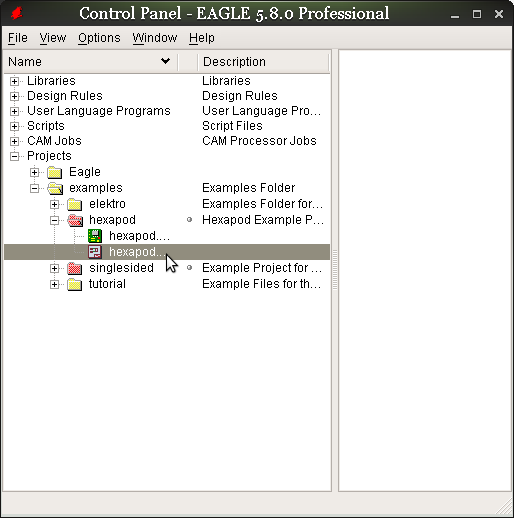 Control Panel - EAGLE 5.8.0 Professional
File View Options Window Help
Name Description
Libraries Libraries
Design Rules Design Rules
User Language Programs User Language Pro...
Scripts Script Files
CAM Jobs CAM Processor Jobs
Projects
Eagle
examples Examples Folder
elektro Examples Folder for...
hexapod Hexapod Example P...
hexapod....
hexapod....
singlesided Example Project for ...
tutorial Example Files for th...